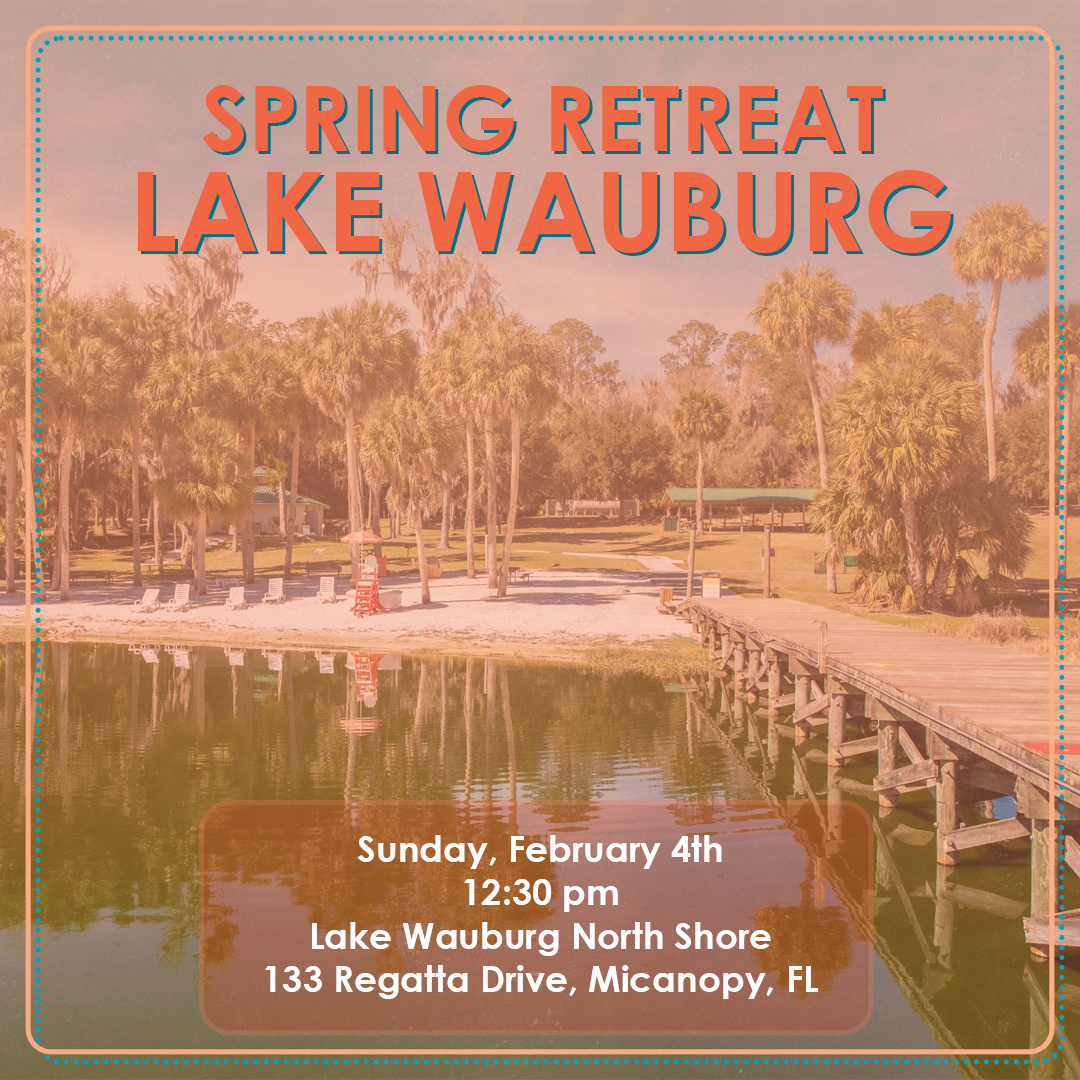 SPRING RETREAT
LAKE WAUBURG
Sunday, February 4th
12:30 pm
Lake Wauburg North Shore
133 Regatta Drive, Micanopy, FL